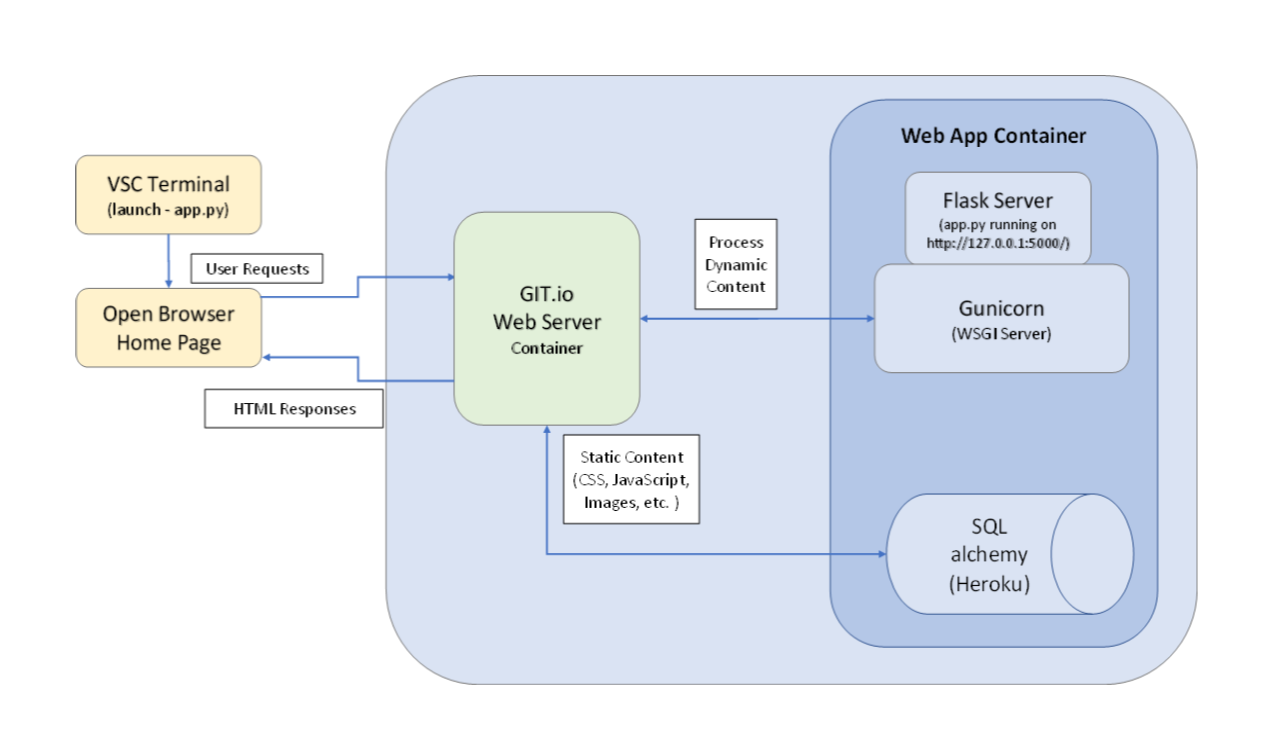 Web App Container
VSC Terminal
(launch - app.py)
Flask Server
(app.py running on
http://127.0.0.1:5000/)
User Requests
Process
Dynamic
Content
Open Browser
Home Page
GIT.io
Web Server
Container
Gunicorn
(WSGI Server)
HTML Responses
Static Content
(CSS, JavaScript,
Images, etc. )
SQL
alchemy
(Heroku)